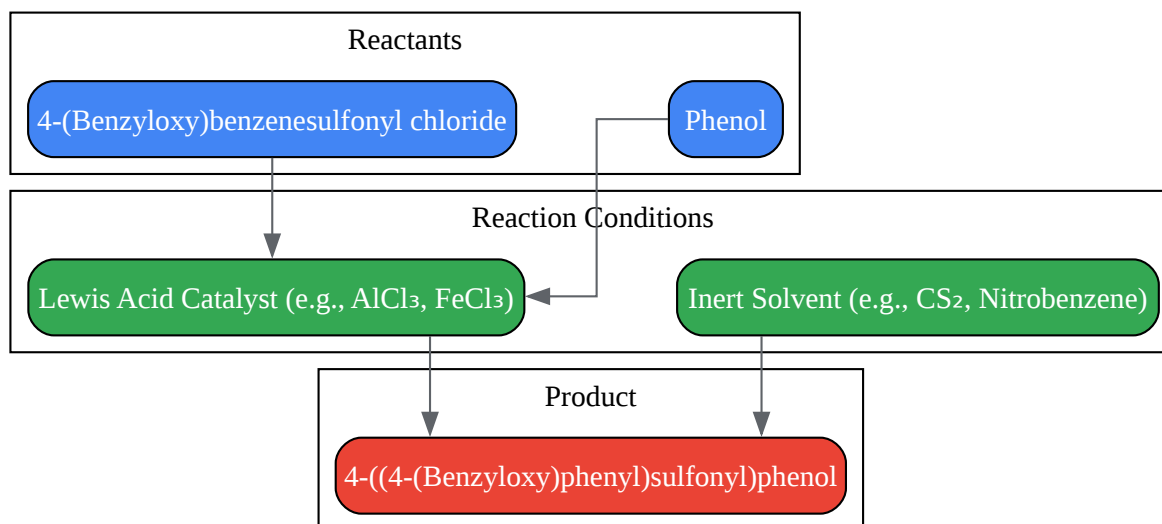 Reactants
4-(Benzyloxy)benzenesulfonyl chloride
Phenol
Reaction Conditions
Lewis Acid Catalyst (e.g., AlCl₃, FeCl₃)
Inert Solvent (e.g., CS₂, Nitrobenzene)
Product
4-((4-(Benzyloxy)phenyl)sulfonyl)phenol